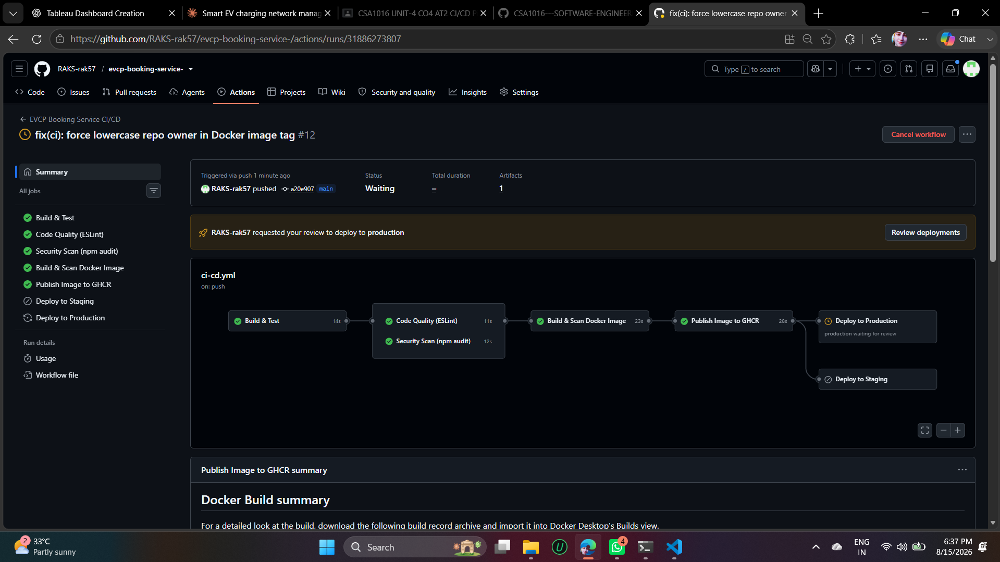 Tableau Dashboard Creation
Smart EV charging network manag
CSA1016 UNIT-4 CO4 AT2 CI/CD P
CSA1016---SOFTWARE-ENGINEER
fix(ci): force lowercase repo owner
https://github.com/RAKS-rak57/evcp-booking-service-/actions/runs/31886273807
Chat
RAKS-rak57 / evcp-booking-service-
Type / to search
Code
Issues
Pull requests
Agents
Actions
Projects
Wiki
Security and quality
Insights
Settings
EVCP Booking Service CI/CD
fix(ci): force lowercase repo owner in Docker image tag #12
Cancel workflow
Summary
All jobs
Build & Test
Code Quality (ESLint)
Security Scan (npm audit)
Build & Scan Docker Image
Publish Image to GHCR
Deploy to Staging
Deploy to Production
Run details
Usage
Workflow file
Triggered via push 1 minute ago
RAKS-rak57 pushed a20e907 main
Status
Waiting
Total duration
–
Artifacts
1
RAKS-rak57 requested your review to deploy to production
Review deployments
ci-cd.yml
on: push
Build & Test 14s
Code Quality (ESLint) 11s
Security Scan (npm audit) 12s
Build & Scan Docker Image 23s
Publish Image to GHCR 28s
Deploy to Production
production waiting for review
Deploy to Staging
Publish Image to GHCR summary
Docker Build summary
For a detailed look at the build, download the following build record archive and import it into Docker Desktop's Builds view.
2
33°C
Partly sunny
Search
4
ENG
IN
6:37 PM
8/15/2026